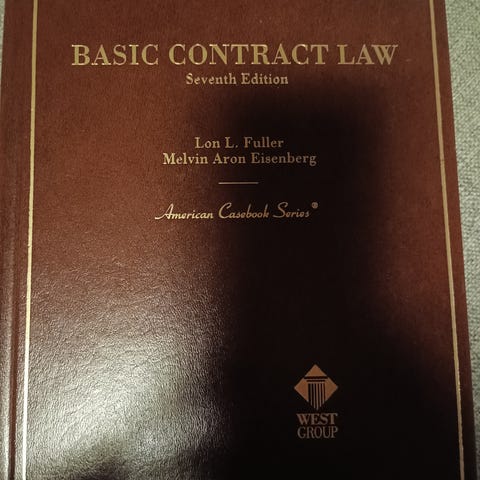 BASIC CONTRACT LAW
Seventh Edition
Lon L. Fuller
Melvin Aron Eisenberg
American Casebook Series®
WEST
GROUP